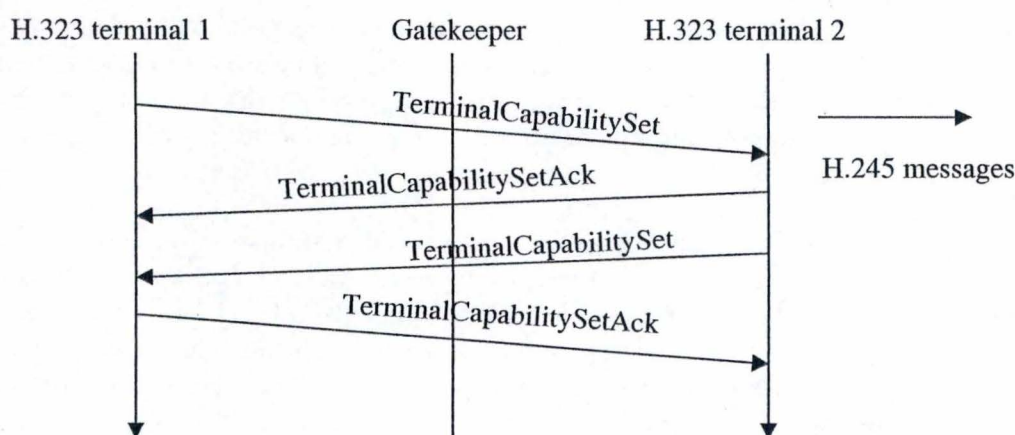 H.323 terminal 1
Gatekeeper
H.323 terminal 2
TerminalCapabilitySet
H.245 messages
TerminalCapabilitySetAck
TerminalCapabilitySet
TerminalCapabilitySetAck